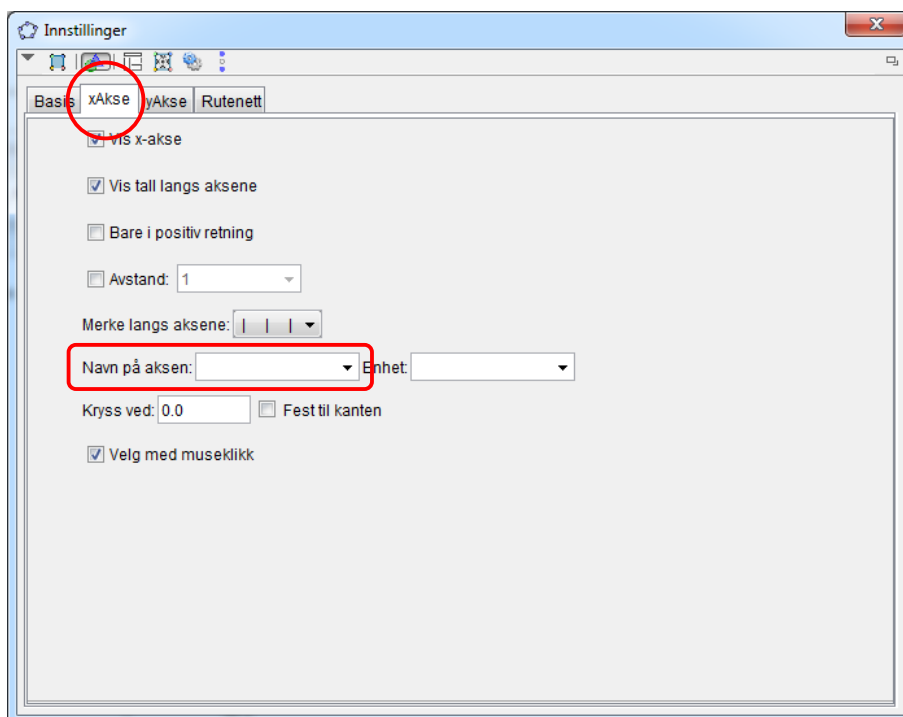 Innstillinger
Basis xAkse yAkse Rutenett
Vis x-akse
Vis tall langs aksene
Bare i positiv retning
Avstand: 1
Merke langs aksene: | | |
Navn på aksen: Enhet:
Kryss ved: 0.0 Fest til kanten
Velg med museklikk